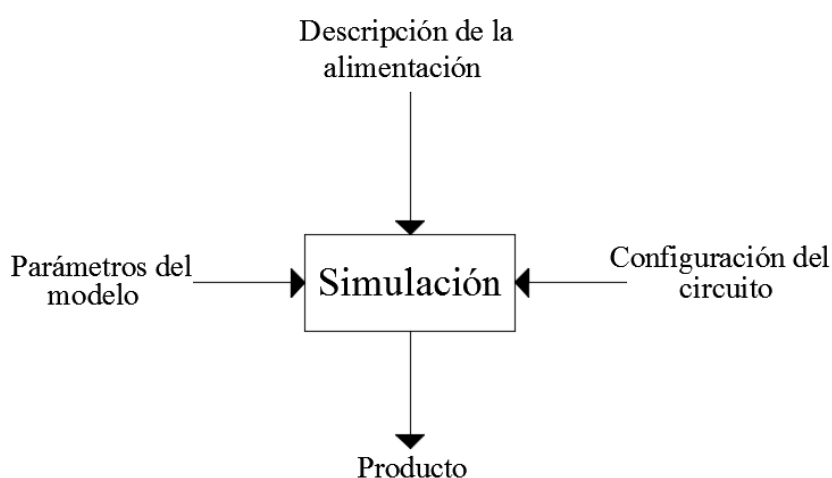 Descripción de la
alimentación
Parámetros del
modelo
Simulación
Configuración del
circuito
Producto